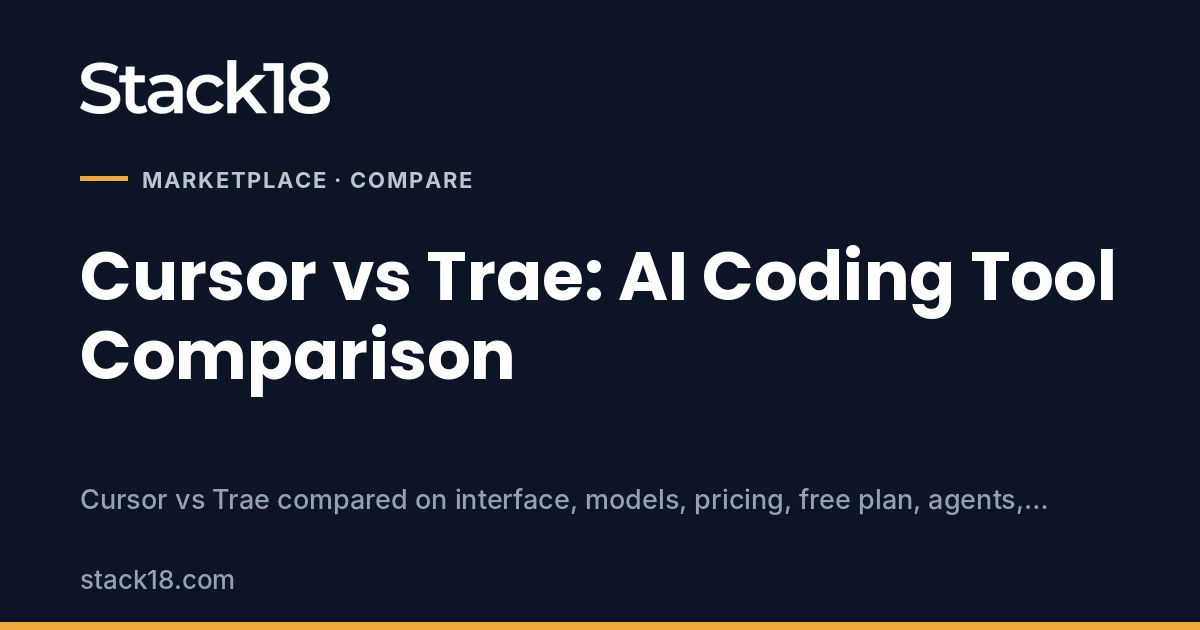 Stack18
MARKETPLACE · COMPARE
Cursor vs Trae: AI Coding Tool
Comparison
Cursor vs Trae compared on interface, models, pricing, free plan, agents,...
stack18.com